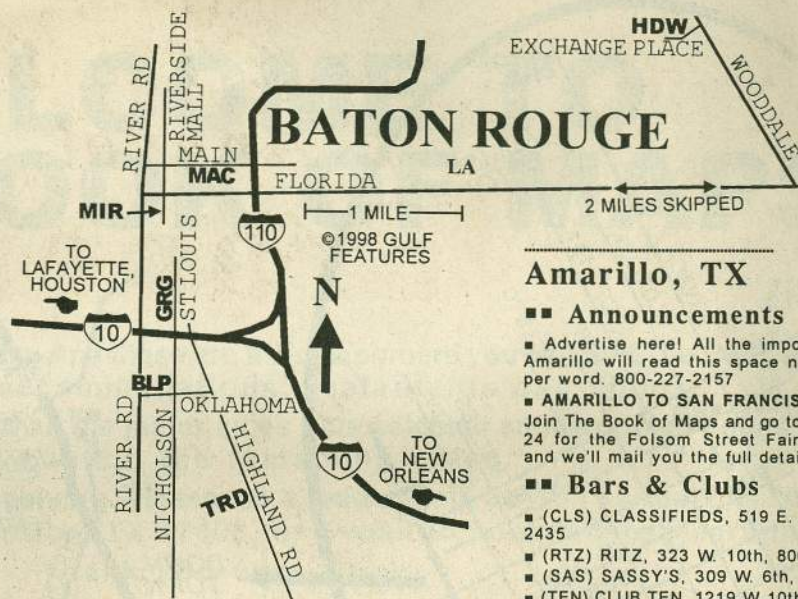 HDW
EXCHANGE PLACE
WOODDALE
RIVER RD
RIVERSIDE
MALL
BATON ROUGE
LA
MAIN
MAC
FLORIDA
MIR
1 MILE
2 MILES SKIPPED
110
©1998 GULF
FEATURES
TO
LAFAYETTE,
HOUSTON
GRG
ST LOUIS
N
10
BLP
OKLAHOMA
RIVER RD
NICHOLSON
TRD
HIGHLAND RD
10
TO
NEW
ORLEANS
Amarillo, TX
Announcements
■ Advertise here! All the impo
Amarillo will read this space n
per word. 800-227-2157
■ AMARILLO TO SAN FRANCIS
Join The Book of Maps and go to
24 for the Folsom Street Fair
and we'll mail you the full detai
Bars & Clubs
■ (CLS) CLASSIFIEDS, 519 E.
2435
■ (RTZ) RITZ, 323 W. 10th, 80
■ (SAS) SASSY'S, 309 W. 6th,
■ (TEN) CLUB TEN, 1219 W 10th